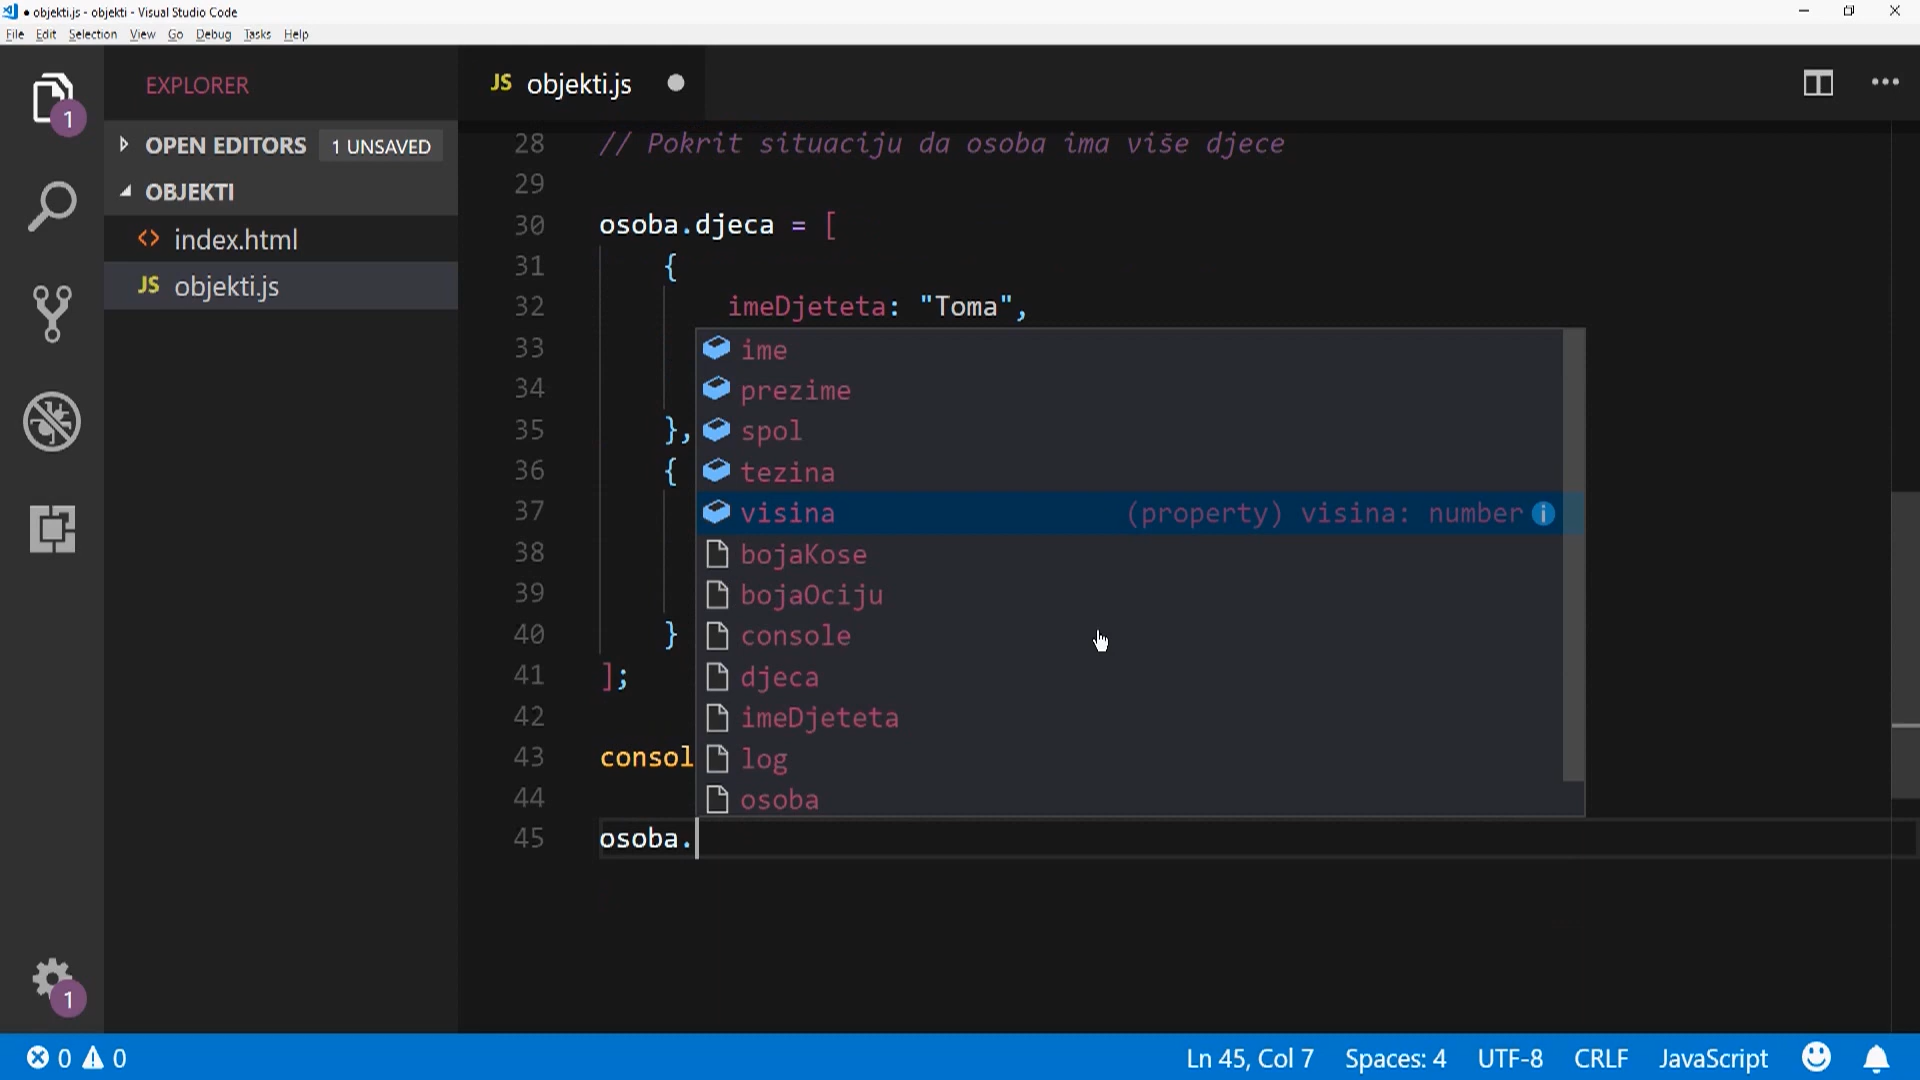 objekti.js - objekti - Visual Studio Code
File Edit Selection View Go Debug Tasks Help
EXPLORER
OPEN EDITORS 1 UNSAVED
OBJEKTI
index.html
JS objekti.js
1
1
JS objekti.js
28 // Pokrit situaciju da osoba ima više djece
29
30 osoba.djeca = [
31 {
32 imeDjeteta: "Toma",
33
34
35 },
36 {
37
38
39
40 }
41 ];
42
43 consol
44
45 osoba.
ime
prezime
spol
tezina
visina (property) visina: number
bojaKose
bojaOciju
console
djeca
imeDjeteta
log
osoba
0 0 Ln 45, Col 7 Spaces: 4 UTF-8 CRLF JavaScript